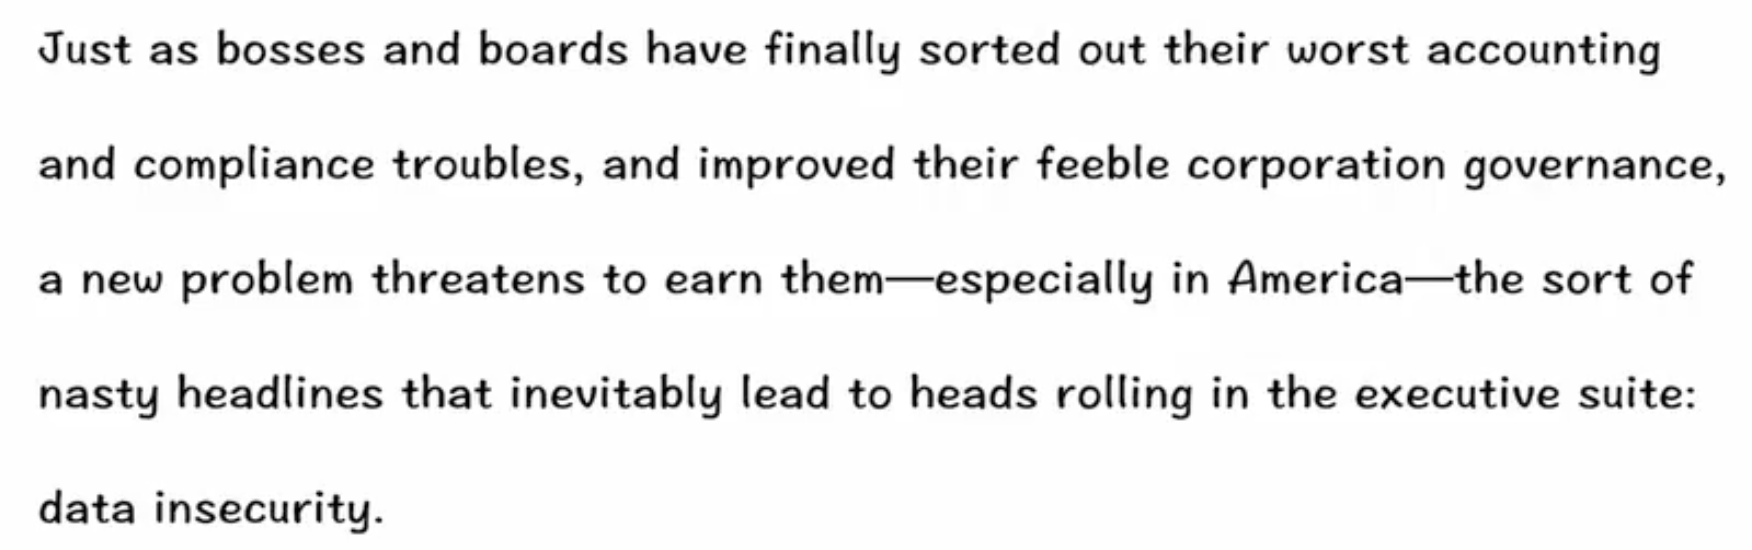 Just as bosses and boards have finally sorted out their worst accounting
and compliance troubles, and improved their feeble corporation governance,
a new problem threatens to earn them—especially in America—the sort of
nasty headlines that inevitably lead to heads rolling in the executive suite:
data insecurity.